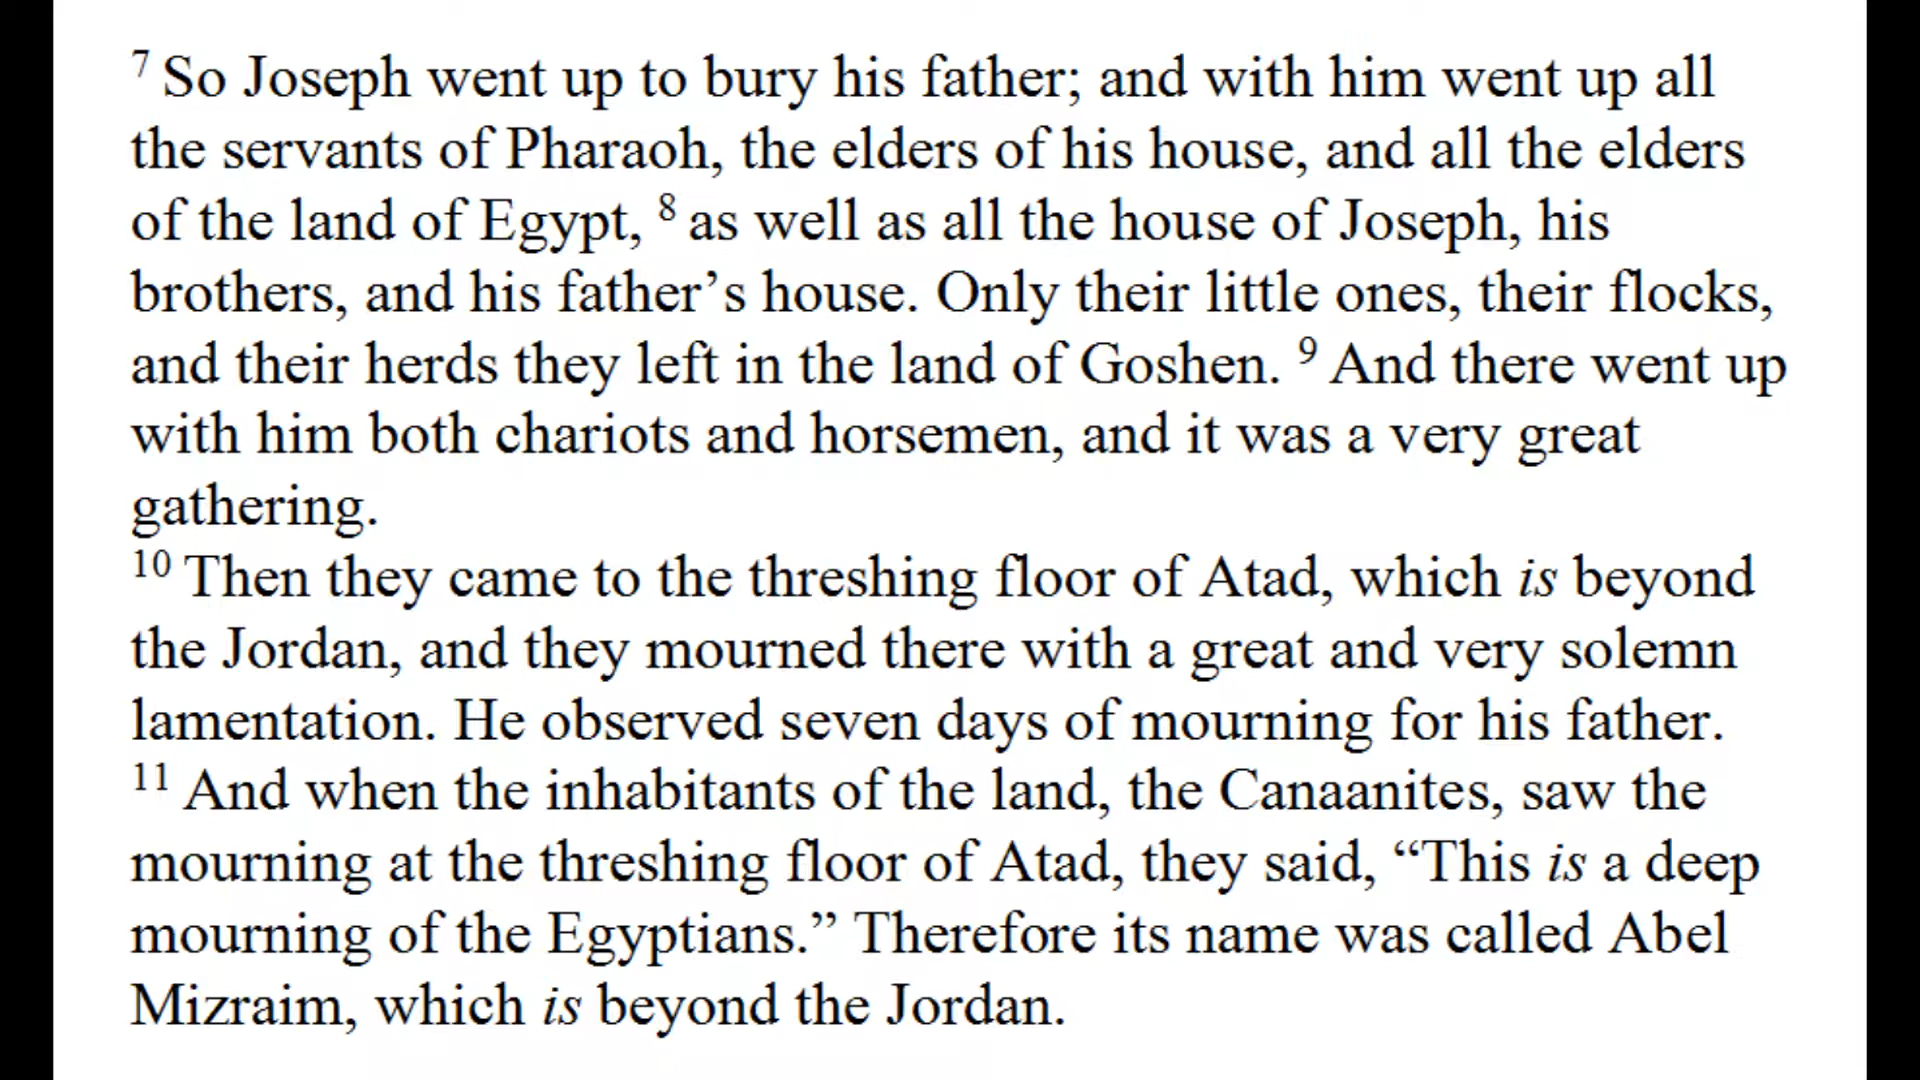 7 So Joseph went up to bury his father; and with him went up all
the servants of Pharaoh, the elders of his house, and all the elders
of the land of Egypt, 8 as well as all the house of Joseph, his
brothers, and his father’s house. Only their little ones, their flocks,
and their herds they left in the land of Goshen. 9 And there went up
with him both chariots and horsemen, and it was a very great
gathering.
10 Then they came to the threshing floor of Atad, which is beyond
the Jordan, and they mourned there with a great and very solemn
lamentation. He observed seven days of mourning for his father.
11 And when the inhabitants of the land, the Canaanites, saw the
mourning at the threshing floor of Atad, they said, “This is a deep
mourning of the Egyptians.” Therefore its name was called Abel
Mizraim, which is beyond the Jordan.